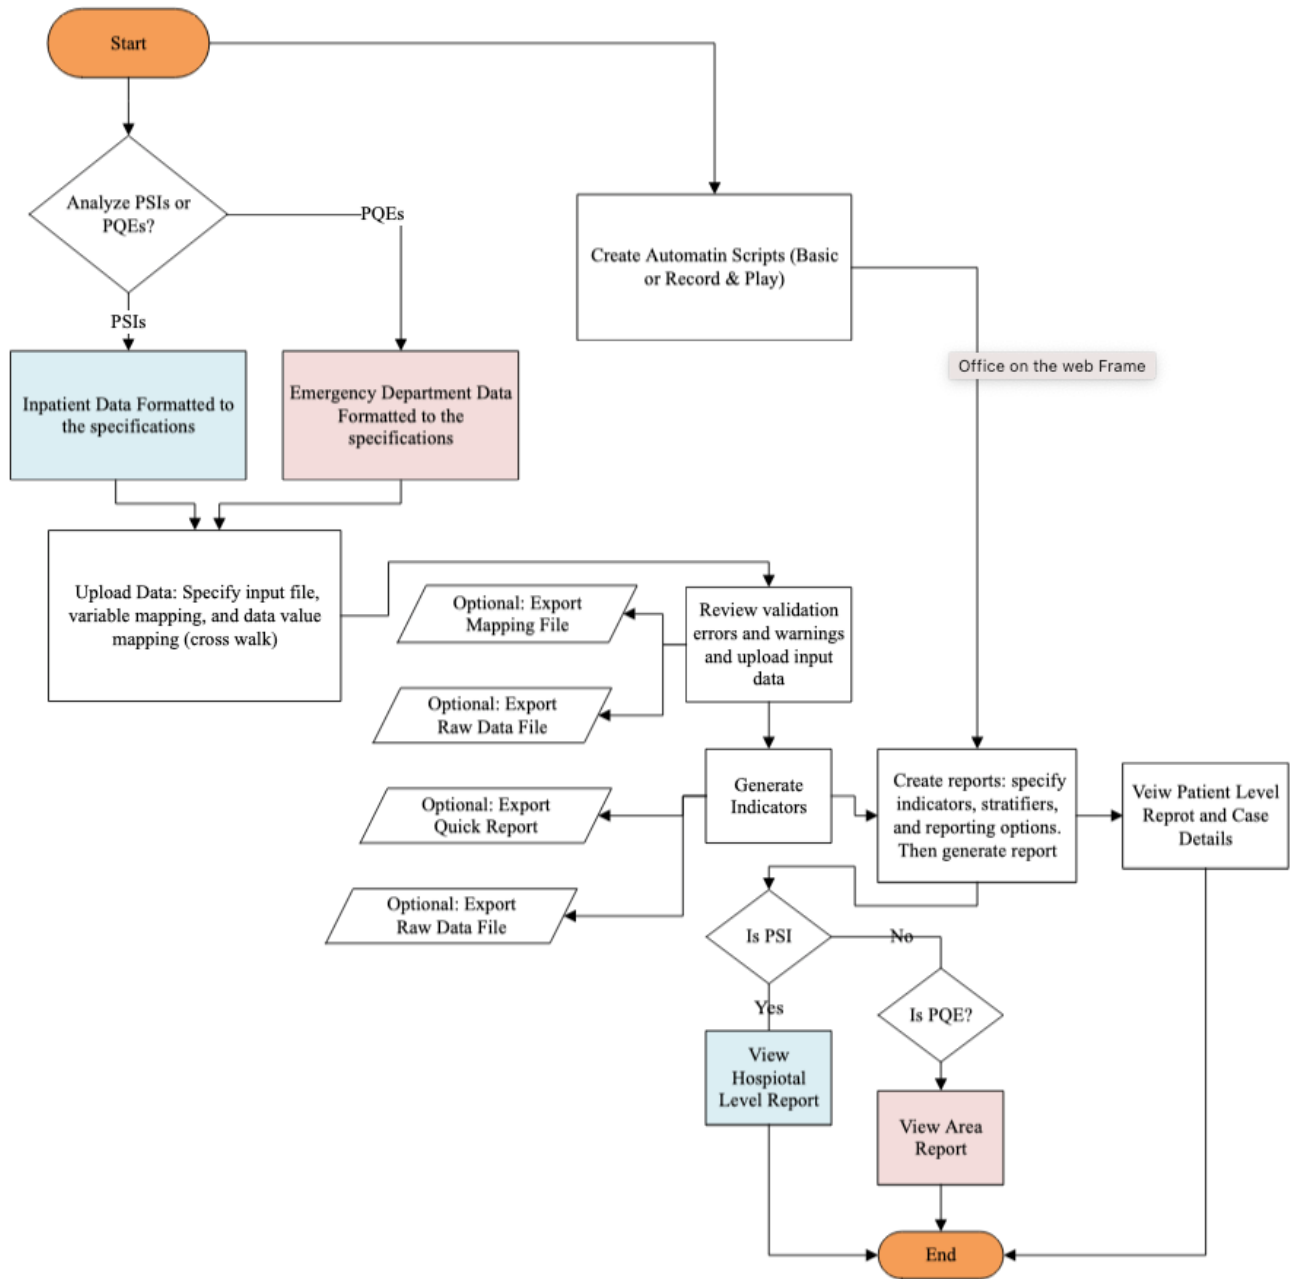 Start
Analyze PSIs or
PQEs?
PQEs
PSIs
Create Automatin Scripts (Basic
or Record & Play)
Office on the web Frame
Inpatient Data Formatted to
the specifications
Emergency Department Data
Formatted to the
specifications
Upload Data: Specify input file,
variable mapping, and data value
mapping (cross walk)
Optional: Export
Mapping File
Review validation
errors and warnings
and upload input
data
Optional: Export
Raw Data File
Generate
Indicators
Create reports: specify
indicators, stratifiers,
and reporting options.
Then generate report
Veiw Patient Level
Reprot and Case
Details
Optional: Export
Quick Report
Optional: Export
Raw Data File
Is PSI
No
Yes
Is PQE?
View
Hospiotal
Level Report
View Area
Report
End